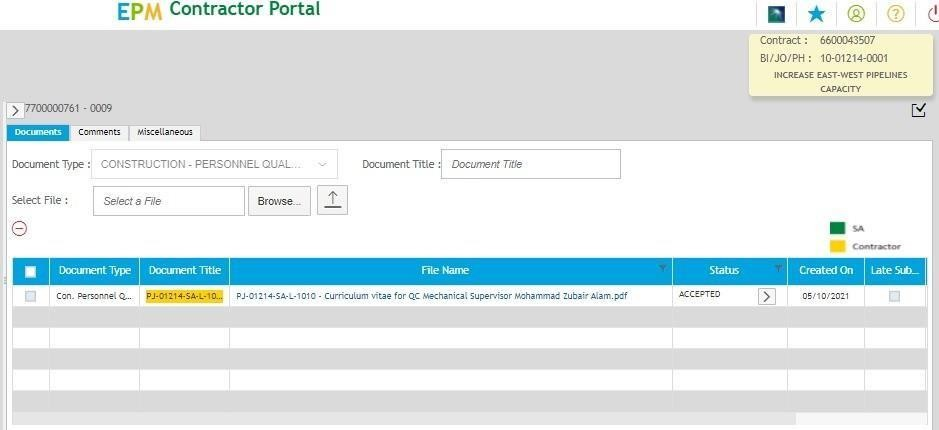 EPM Contractor Portal
Contract : 6600043507
BI/JO/PH : 10-01214-0001
INCREASE EAST-WEST PIPELINES
CAPACITY
7700000761 - 0009
Documents Comments Miscellaneous
Document Type : CONSTRUCTION - PERSONNEL QUAL... Document Title : Document Title
Select File : Select a File Browse...
SA
Contractor
Document Type Document Title File Name Status Created On Late Sub...
Con. Personnel Q... PJ-01214-SA-L-10... PJ-01214-SA-L-1010 - Curriculum vitae for QC Mechanical Supervisor Mohammad Zubair Alam.pdf ACCEPTED 05/10/2021